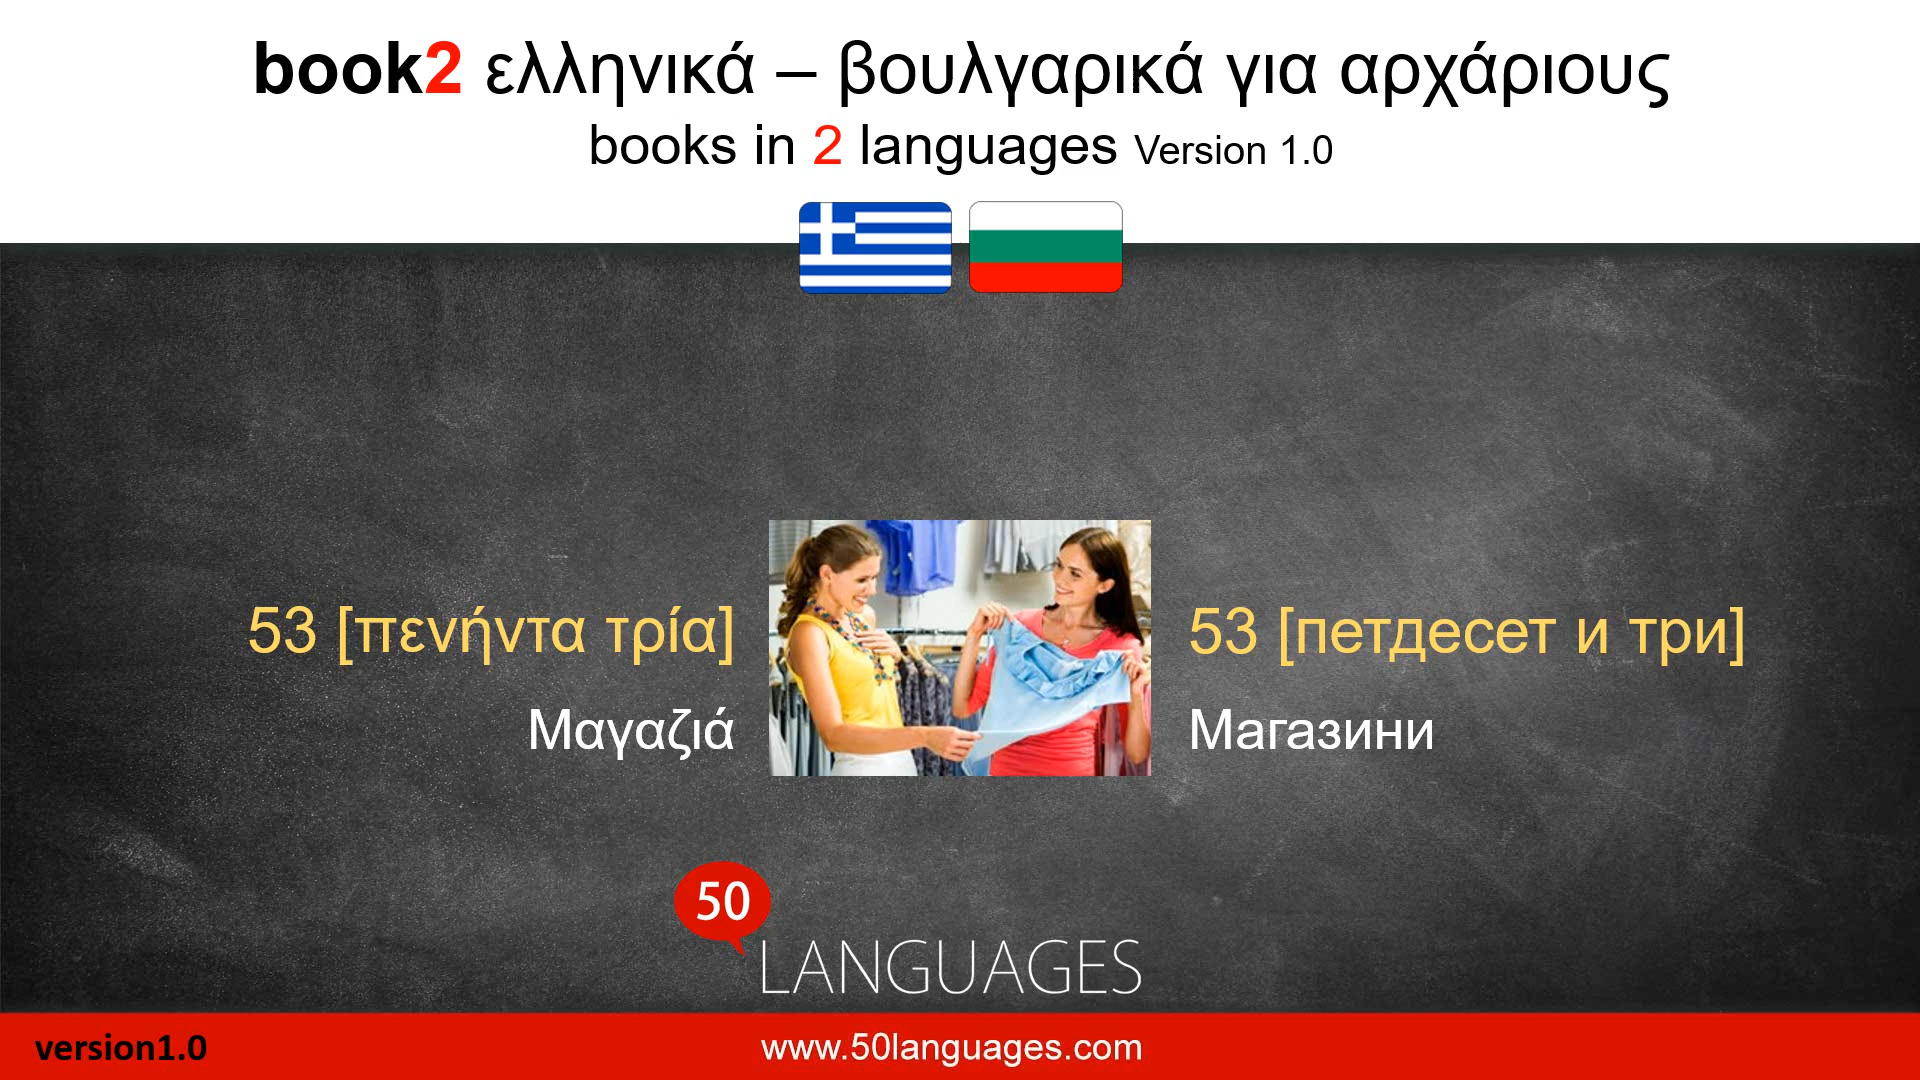 book2 ελληνικά – βουλγαρικά για αρχάριους
books in 2 languages Version 1.0
53 [πενήντα τρία]
Μαγαζιά
53 [петдесет и три]
Магазини
50
LANGUAGES
version1.0
www.50languages.com